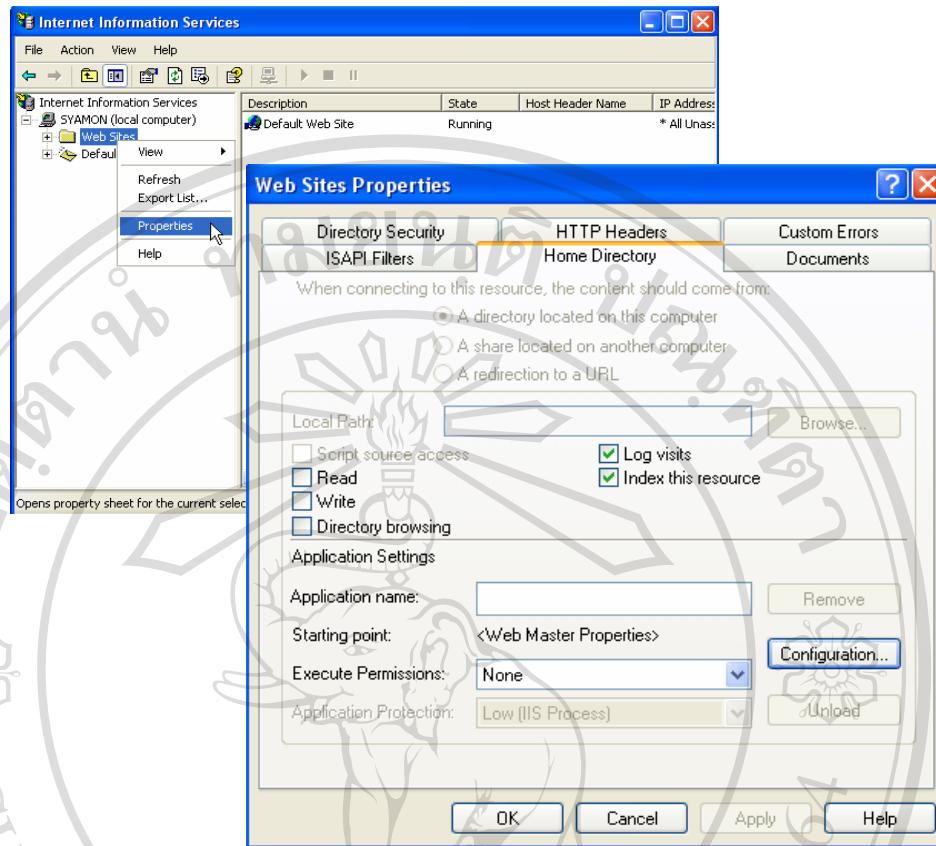 Internet Information Services
File Action View Help
Internet Information Services
SYAMON (local computer)
Web Sites
Defaul
Description State Host Header Name IP Address
Default Web Site Running * All Unass
View
Refresh
Export List...
Properties
Help
Opens property sheet for the current selec
Web Sites Properties
Directory Security HTTP Headers Custom Errors
ISAPI Filters Home Directory Documents
When connecting to this resource, the content should come from:
A directory located on this computer
A share located on another computer
A redirection to a URL
Local Path: Browse...
Script source access Log visits
Read Index this resource
Write
Directory browsing
Application Settings
Application name: Remove
Starting point: <Web Master Properties>
Configuration...
Execute Permissions: None
Application Protection: Low (IIS Process) Unload
OK Cancel Apply Help